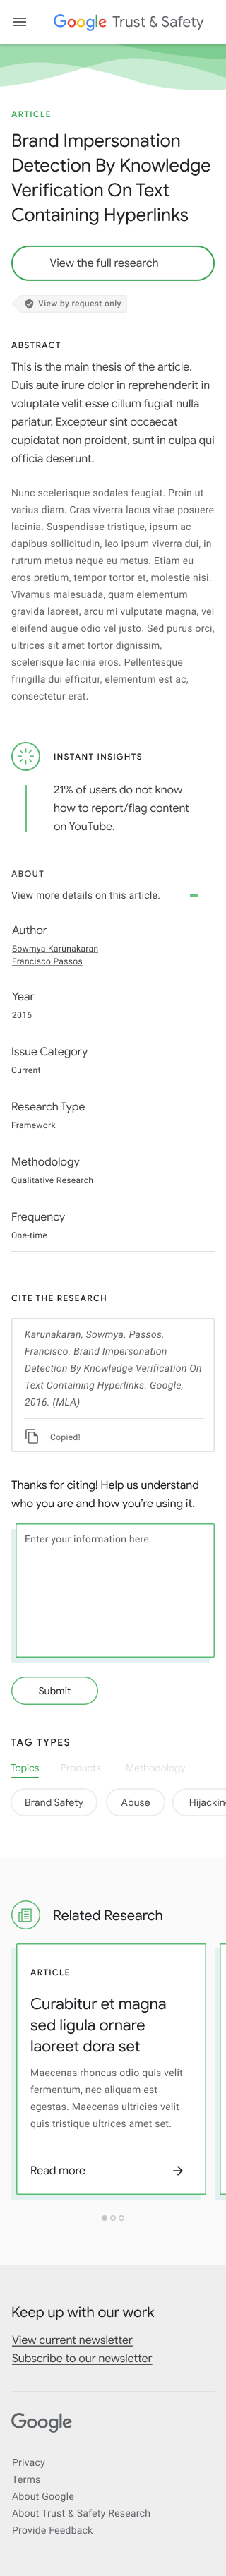 Google Trust & Safety
ARTICLE
Brand Impersonation
Detection By Knowledge
Verification On Text
Containing Hyperlinks
View the full research
View by request only
ABSTRACT
This is the main thesis of the article.
Duis aute irure dolor in reprehenderit in
voluptate velit esse cillum fugiat nulla
pariatur. Excepteur sint occaecat
cupidatat non proident, sunt in culpa qui
officia deserunt.
Nunc scelerisque sodales feugiat. Proin ut
varius diam. Cras viverra lacus vitae posuere
lacinia. Suspendisse tristique, ipsum ac
dapibus sollicitudin, leo ipsum viverra dui, in
rutrum metus neque eu metus. Etiam eu
eros pretium, tempor tortor et, molestie nisi.
Vivamus malesuada, quam elementum
gravida laoreet, arcu mi vulputate magna, vel
eleifend augue odio vel justo. Sed purus orci,
ultrices sit amet tortor dignissim,
scelerisque lacinia eros. Pellentesque
fringilla dui efficitur, elementum est ac,
consectetur erat.
INSTANT INSIGHTS
21% of users do not know
how to report/flag content
on YouTube.
ABOUT
View more details on this article.
Author
Sowmya Karunakaran
Francisco Passos
Year
2016
Issue Category
Current
Research Type
Framework
Methodology
Qualitative Research
Frequency
One-time
CITE THE RESEARCH
Karunakaran, Sowmya. Passos,
Francisco. Brand Impersonation
Detection By Knowledge Verification On
Text Containing Hyperlinks. Google,
2016. (MLA)
Copied!
Thanks for citing! Help us understand
who you are and how you're using it.
Enter your information here.
Submit
TAG TYPES
Topics Products Methodology
Brand Safety Abuse Hijackin
Related Research
ARTICLE
Curabitur et magna
sed ligula ornare
laoreet dora set
Maecenas rhoncus odio quis velit
fermentum, nec aliquam est
egestas. Maecenas ultricies velit
quis tristique ultrices amet set.
Read more
Keep up with our work
View current newsletter
Subscribe to our newsletter
Google
Privacy
Terms
About Google
About Trust & Safety Research
Provide Feedback